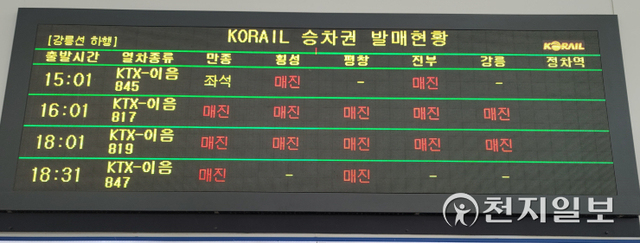 KORAIL 승차권 발매현황
[강릉선 하행]
KORAIL
출발시간 열차종류 만종 횡성 평창 진부 강릉 정차역
15:01 KTX-이음 845 좌석 매진 - 매진 -
16:01 KTX-이음 817 매진 매진 매진 매진 매진
18:01 KTX-이음 819 매진 매진 매진 매진 매진
18:31 KTX-이음 847 매진 - 매진 - -
천지일보